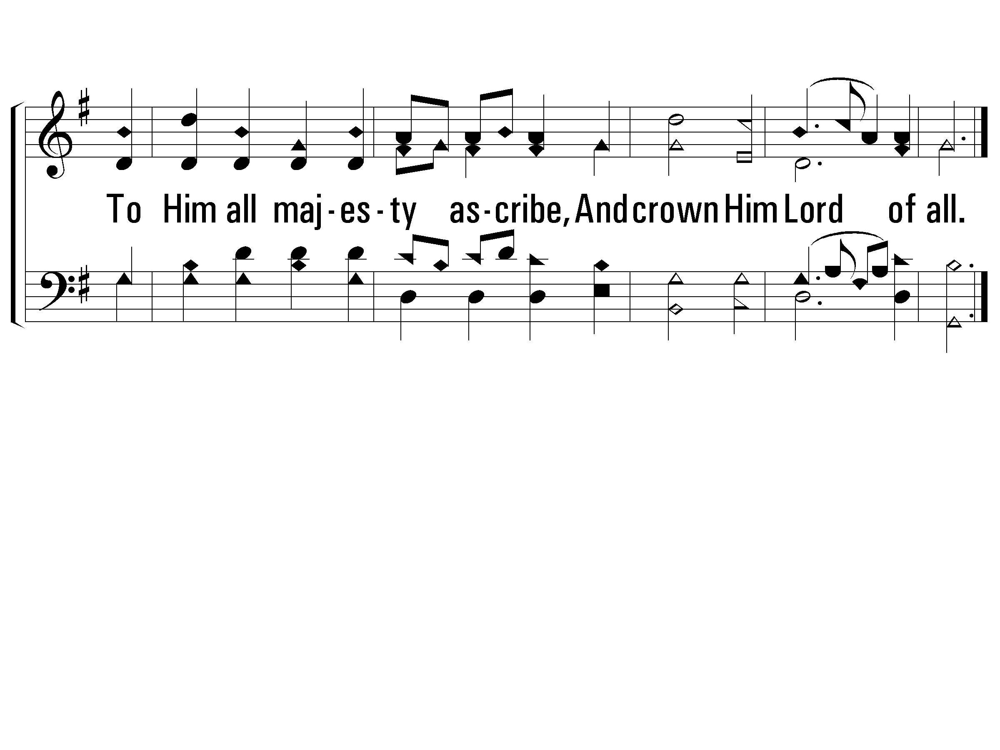 To Him all maj - es - ty as - cribe, And crown Him Lord of all.